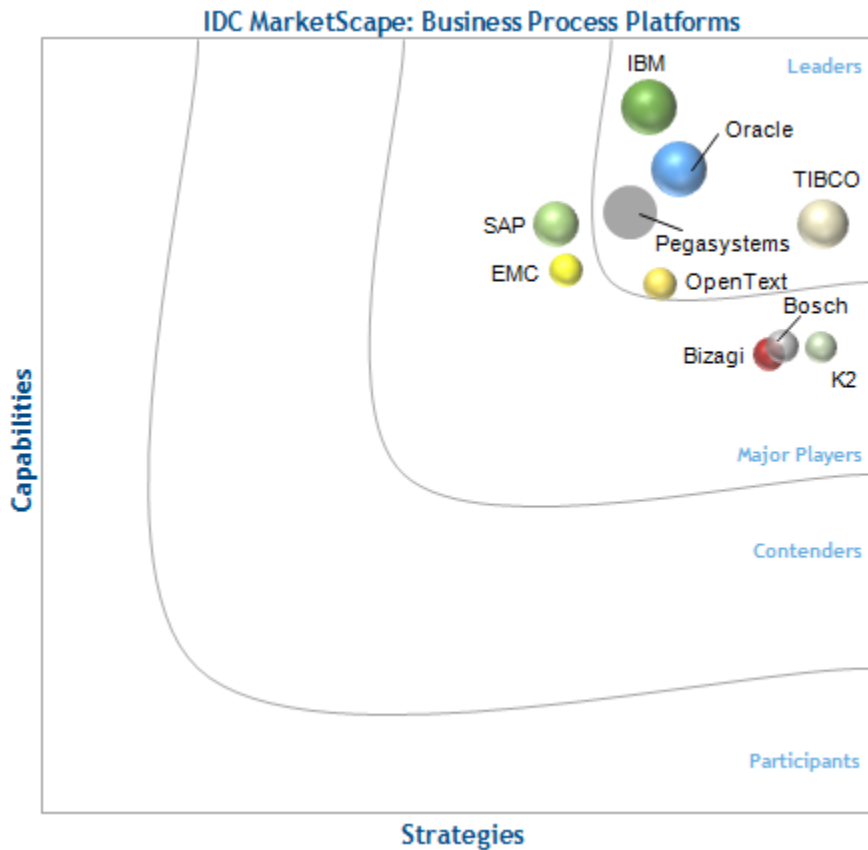 IDC MarketScape: Business Process Platforms
IBM
Leaders
Oracle
TIBCO
SAP
Pegasystems
EMC
OpenText
Bosch
Bizagi
K2
Capabilities
Major Players
Contenders
Participants
Strategies